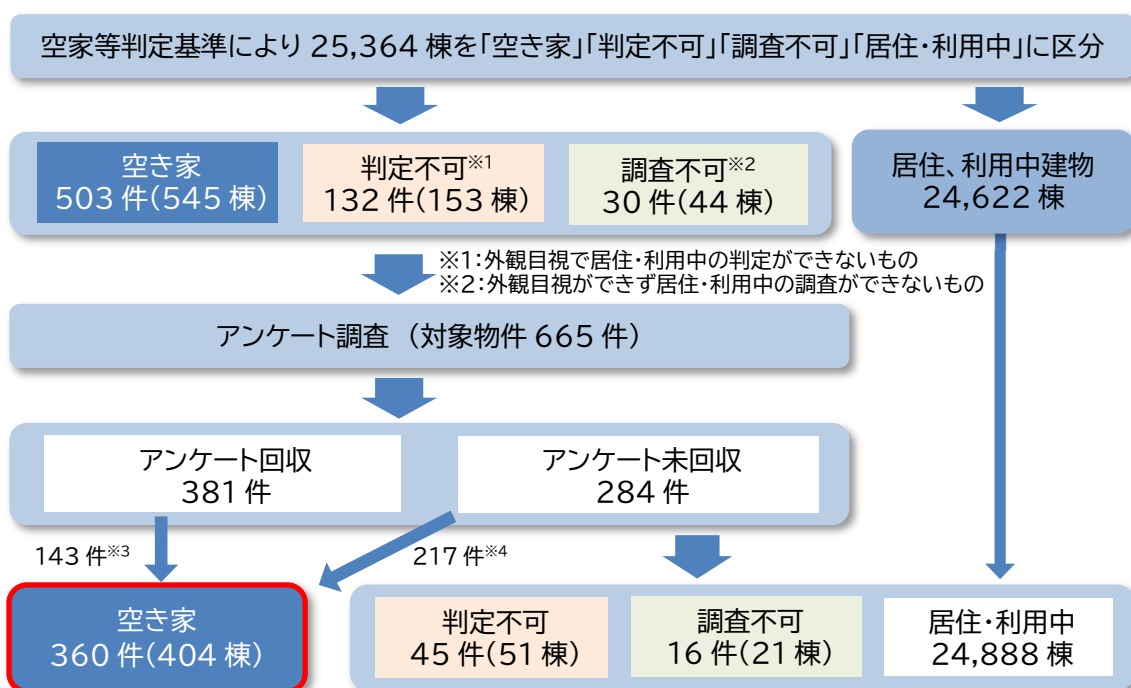 空家等判定基準により 25,364 棟を「空き家」「判定不可」「調査不可」「居住・利用中」に区分
空き家
503 件(545 棟)
判定不可※1
132 件(153 棟)
調査不可※2
30 件(44 棟)
居住、利用中建物
24,622 棟
※1:外観目視で居住・利用中の判定ができないもの
※2:外観目視ができず居住・利用中の調査ができないもの
アンケート調査 (対象物件 665 件)
アンケート回収
381 件
アンケート未回収
284 件
143 件※3
217 件※4
空き家
360 件(404 棟)
判定不可
45 件(51 棟)
調査不可
16 件(21 棟)
居住・利用中
24,888 棟